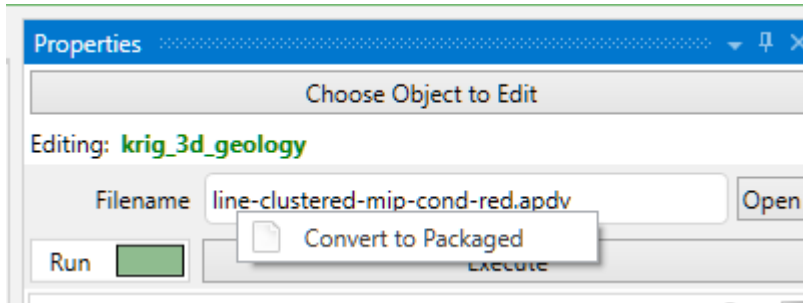 Properties
Choose Object to Edit
Editing: krig_3d_geology
Filename line-clustered-mip-cond-red.apdv Open
Convert to Packaged
Run Execute